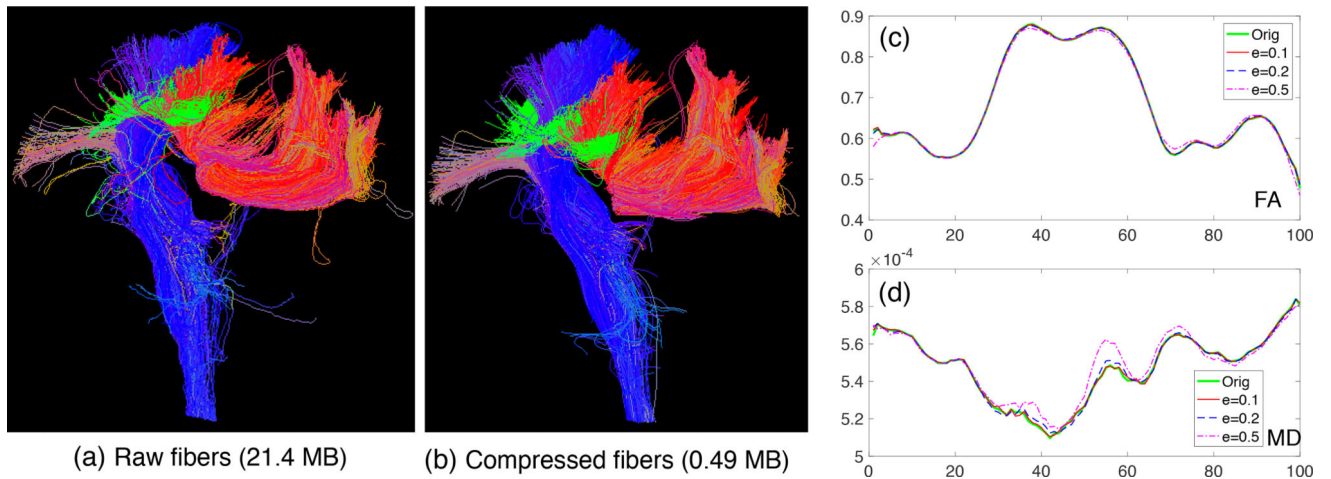 (a) Raw fibers (21.4 MB)
(b) Compressed fibers (0.49 MB)
(c)
0.9
0.8
0.7
0.6
0.5
0.4
Orig
e=0.1
e=0.2
e=0.5
FA
0 20 40 60 80 100
×10⁻⁴
(d)
6
5.8
5.6
5.4
5.2
5
Orig
e=0.1
e=0.2
e=0.5
MD
0 20 40 60 80 100